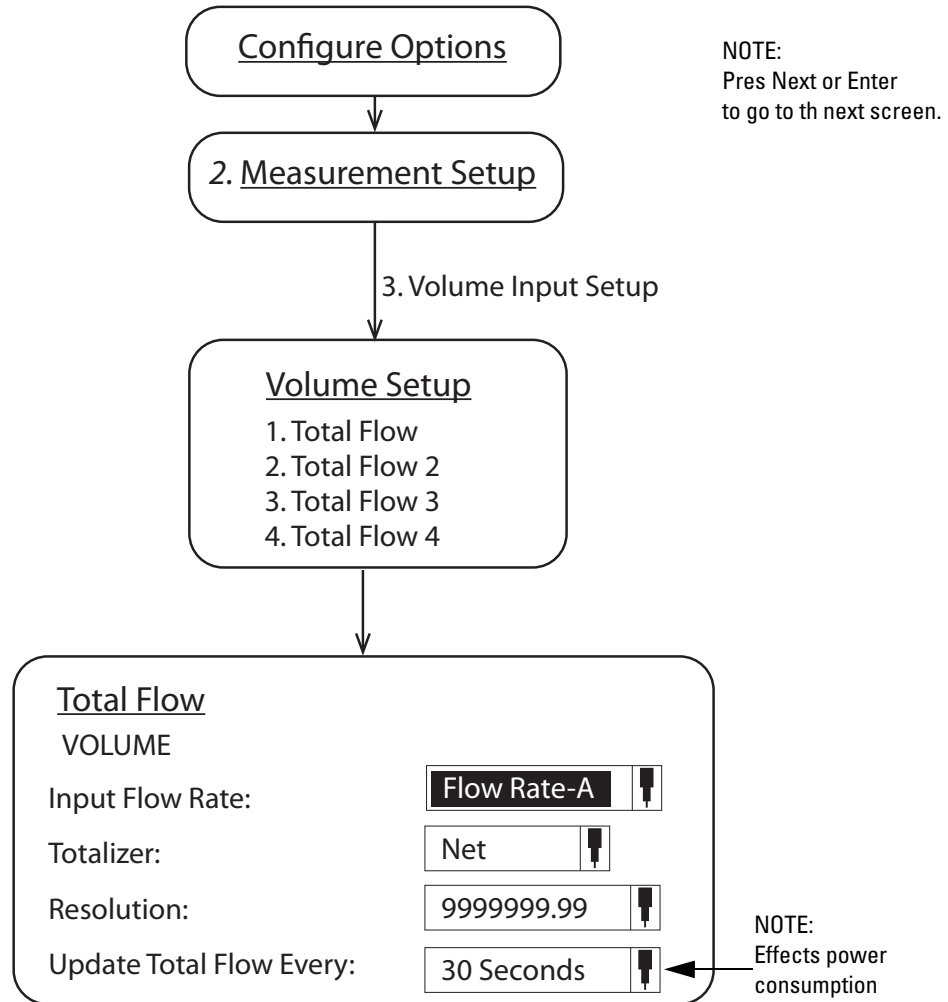 Configure Options
NOTE:
Pres Next or Enter
to go to th next screen.
2. Measurement Setup
3. Volume Input Setup
Volume Setup
1. Total Flow
2. Total Flow 2
3. Total Flow 3
4. Total Flow 4
Total Flow
VOLUME
Input Flow Rate: Flow Rate-A
Totalizer: Net
Resolution: 9999999.99
Update Total Flow Every: 30 Seconds
NOTE:
Effects power
consumption